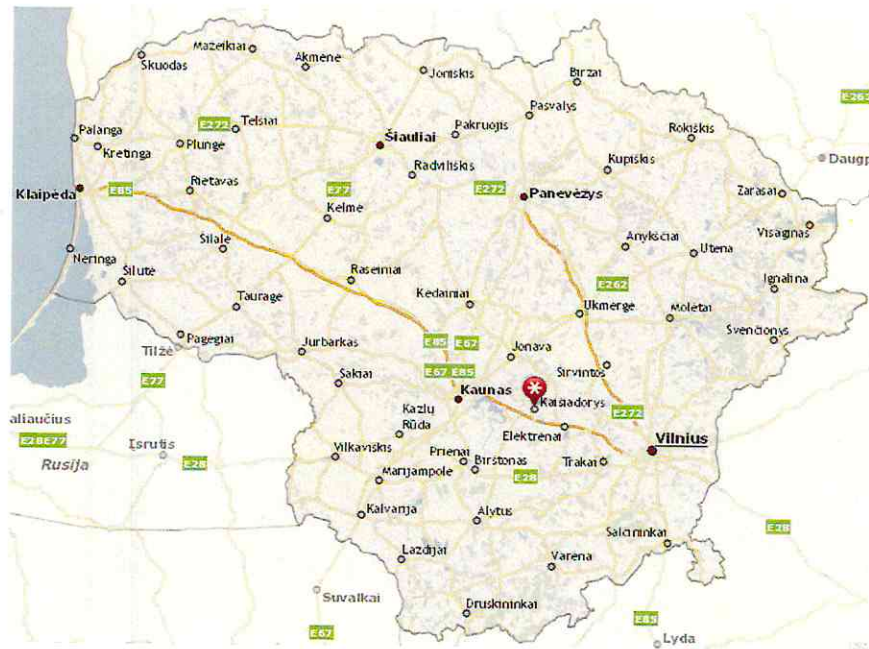 Mažeikiai
Skuodas
Akmenė
Joniškis
Biržai
Pasvalys
E262
E272
Telšiai
Palanga
Kretinga
Plungė
Šiauliai
Pakruojis
Rokiškis
Kupiškis
Daugp
Radviliškis
Klaipėda
E85
Rietavas
E77
E272
Panevėžys
Zarasai
Kelmė
Visaginas
Neringa
Šilalė
Anykščiai
Utena
Šilutė
Raseiniai
Ignalina
E262
Tauragė
Kėdainiai
Ukmergė
Molėtai
Švenčionys
Pagėgiai
Tilžė
Jurbarkas
E85
E67
Jonava
Širvintos
E77
Šakiai
E67
E85
Kaunas
Kaišiadorys
E272
aliaučius
Kazlų
Rūda
Elektrėnai
Vilnius
E28E77
Įsrutis
Rusija
E28
Vilkaviškis
Prienai
Birštonas
Trakai
Marijampolė
E28
Kalvarija
Alytus
Šalčininkai
E28
Lazdijai
Varėna
Suvalkai
Druskininkai
E67
E85
Lyda